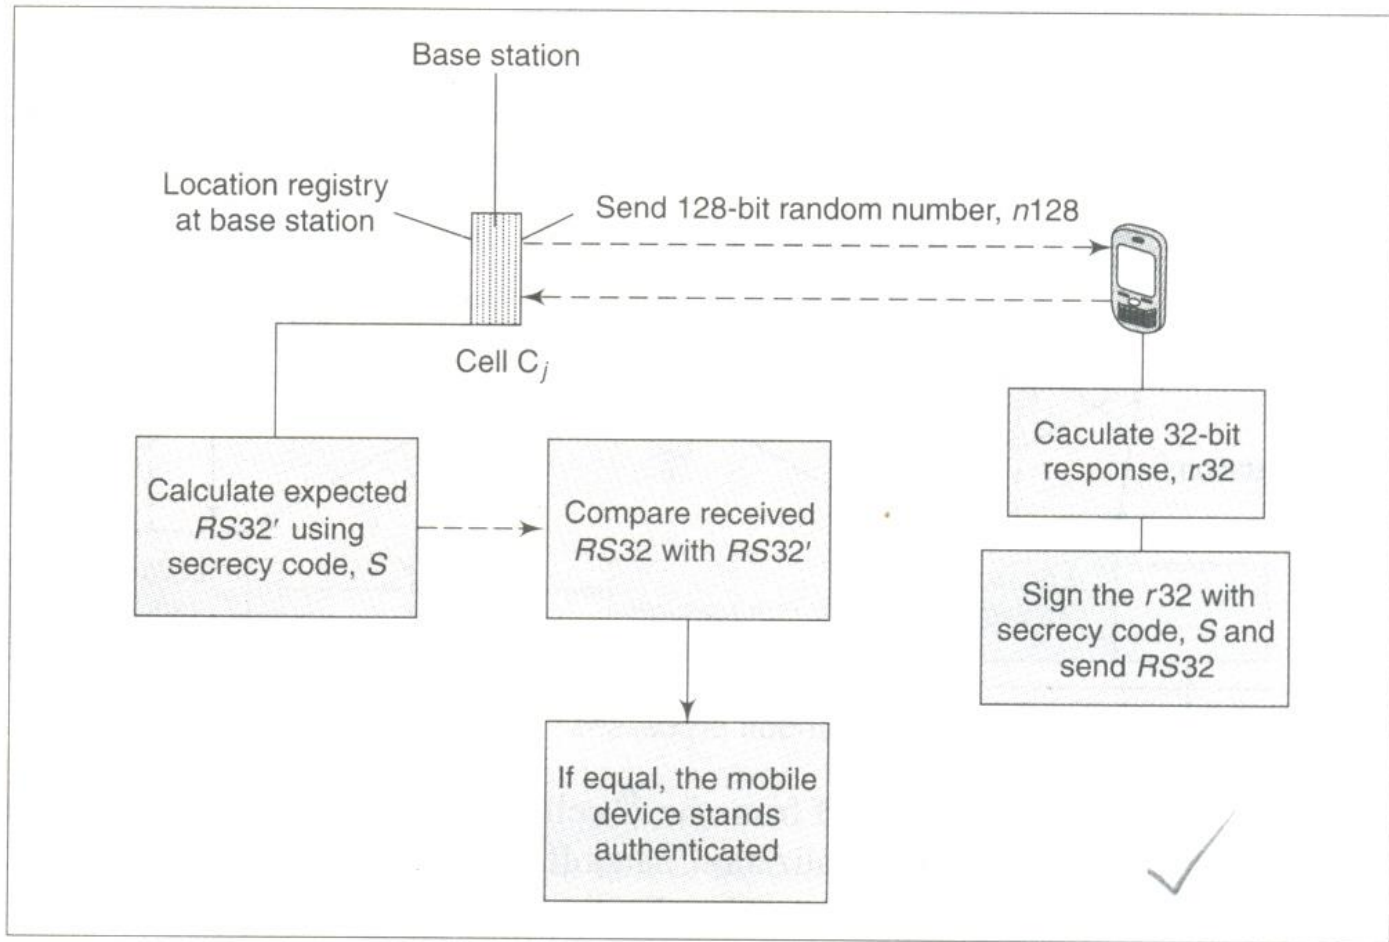 Base station
Location registry
at base station
Send 128-bit random number, n128
Cell Cj
Calculate expected
RS32' using
secrecy code, S
Compare received
RS32 with RS32'
If equal, the mobile
device stands
authenticated
Caculate 32-bit
response, r32
Sign the r32 with
secrecy code, S and
send RS32